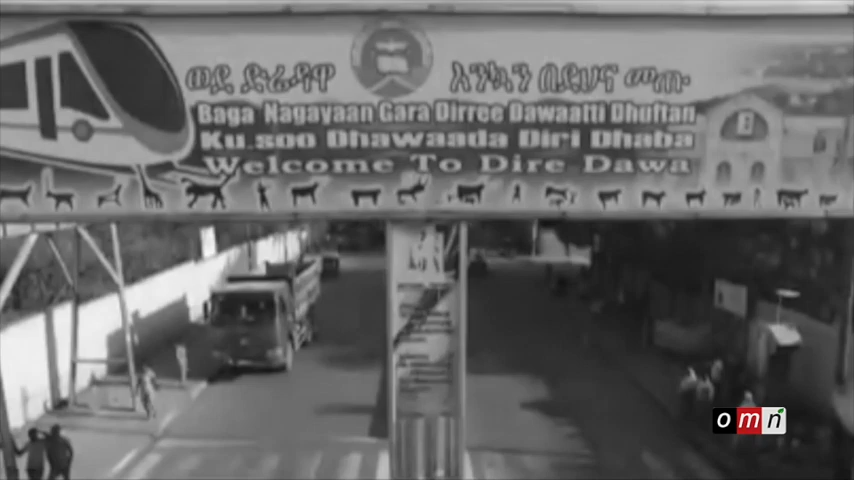 ወደ ድሬዳዋ እንኳን በደህና መጡ
Baga Nagayaan Gara Dirree Dawaatti Dhuftan
Ku.soo Dhawaada Diri Dhaba
Welcome To Dire Dawa
omn